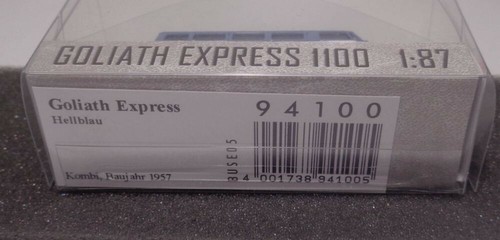 GOLIATH EXPRESS 1100 1:87
Goliath Express
Hellblau
Kombi, Baujahr 1957
94100
BUSE05
4 001738 941005